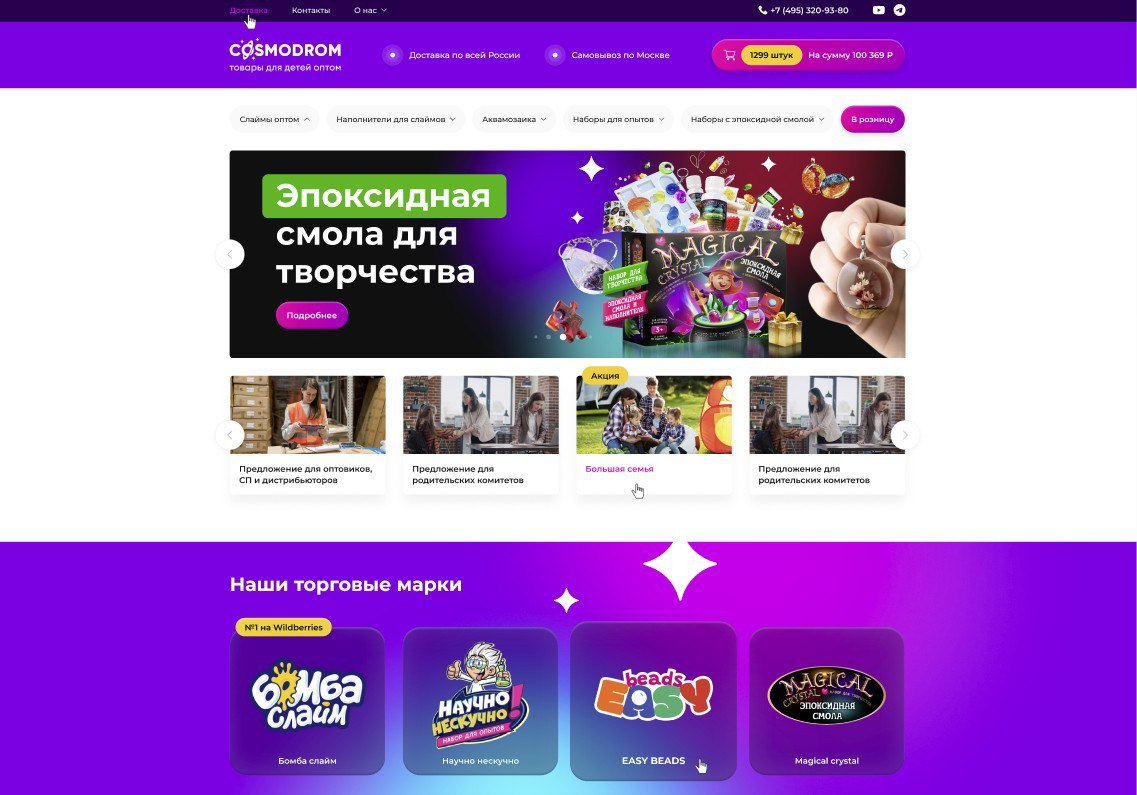 Доставка
Контакты
О нас
+7 (495) 320-93-80
COSMODROM
товары для детей оптом
Доставка по всей России
Самовывоз по Москве
1299 штук
На сумму 100 369 ₽
Слаймы оптом
Наполнители для слаймов
Аквамозаика
Наборы для опытов
Наборы с эпоксидной смолой
В розницу
Эпоксидная
смола для
творчества
Подробнее
MAGICAL
CRYSTAL
ЭПОКСИДНАЯ
СМОЛА
НАБОР ДЛЯ
ТВОРЧЕСТВА
ЭПОКСИДНАЯ
СМОЛА И
НАПОЛНИТЕЛИ
3+
Предложение для оптовиков,
СП и дистрибьюторов
Предложение для
родительских комитетов
Акция
Большая семья
Предложение для
родительских комитетов
Наши торговые марки
№1 на Wildberries
бомба
слайм
Бомба слайм
НАУЧНО
НЕСКУЧНО!
НАБОР ДЛЯ ОПЫТОВ
Научно нескучно
beads
EASY
EASY BEADS
MAGICAL
CRYSTAL
НАБОР ДЛЯ ТВОРЧЕСТВА
ЭПОКСИДНАЯ
СМОЛА
Magical crystal